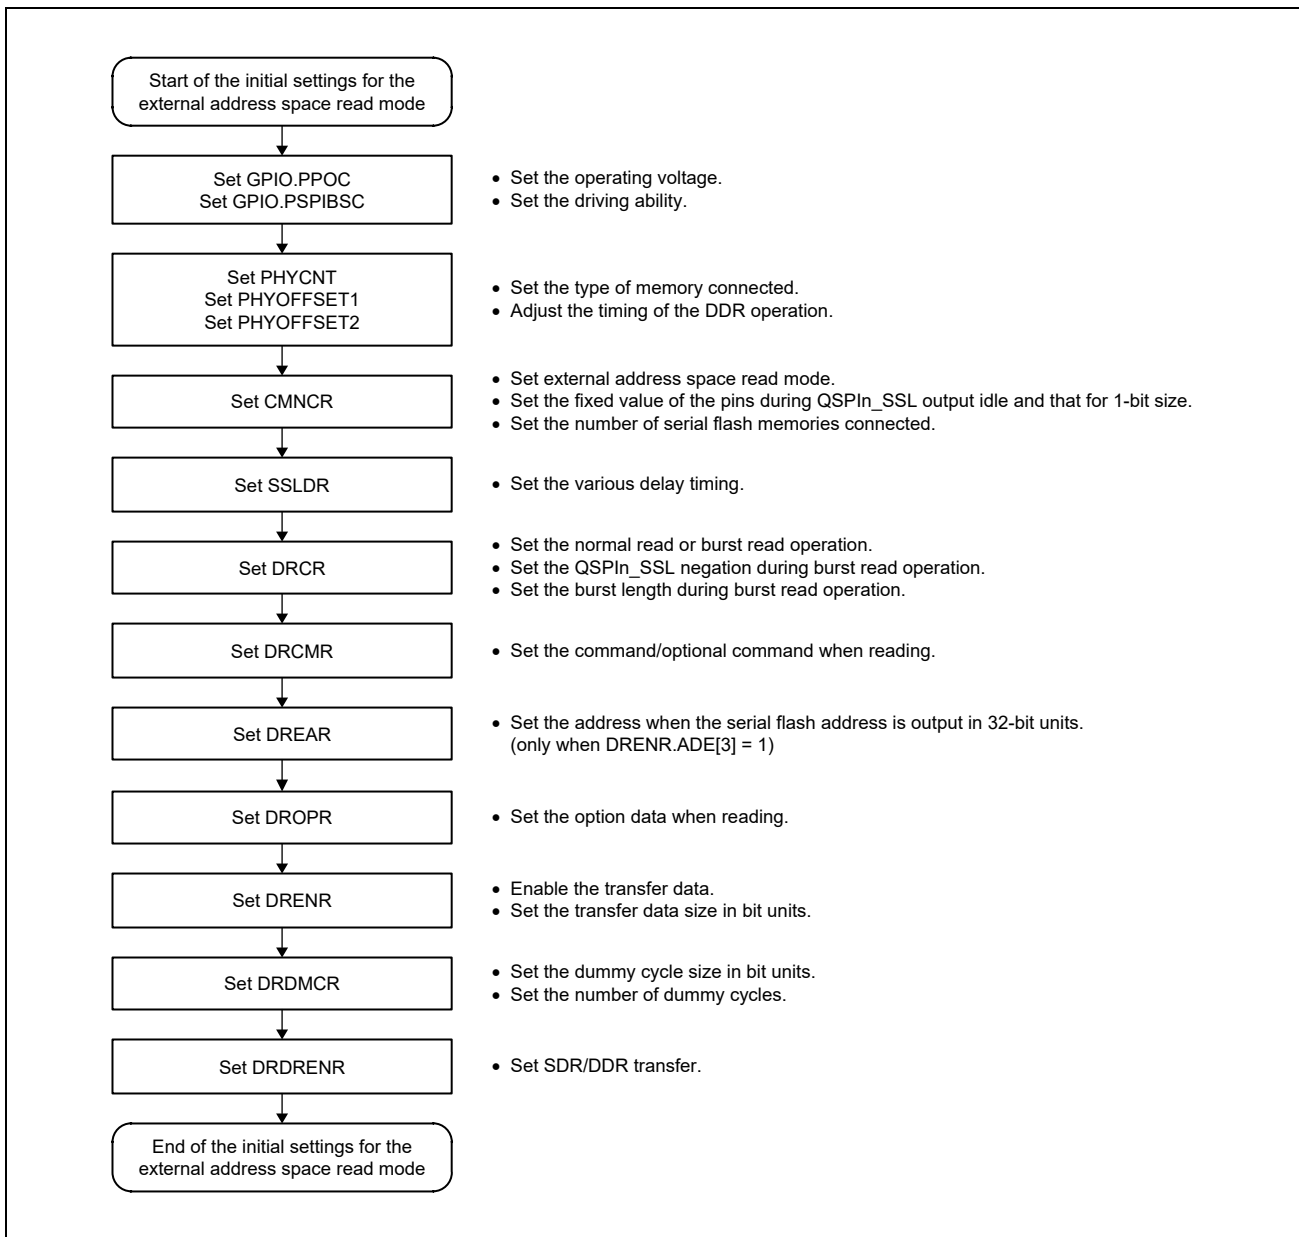 Start of the initial settings for the
external address space read mode
Set GPIO.PPOC
Set GPIO.PSPIBSC
• Set the operating voltage.
• Set the driving ability.
Set PHYCNT
Set PHYOFFSET1
Set PHYOFFSET2
• Set the type of memory connected.
• Adjust the timing of the DDR operation.
Set CMNCR
• Set external address space read mode.
• Set the fixed value of the pins during QSPIn_SSL output idle and that for 1-bit size.
• Set the number of serial flash memories connected.
Set SSLDR
• Set the various delay timing.
Set DRCR
• Set the normal read or burst read operation.
• Set the QSPIn_SSL negation during burst read operation.
• Set the burst length during burst read operation.
Set DRCMR
• Set the command/optional command when reading.
Set DREAR
• Set the address when the serial flash address is output in 32-bit units.
(only when DRENR.ADE[3] = 1)
Set DROPR
• Set the option data when reading.
Set DRENR
• Enable the transfer data.
• Set the transfer data size in bit units.
Set DRDMCR
• Set the dummy cycle size in bit units.
• Set the number of dummy cycles.
Set DRDRENR
• Set SDR/DDR transfer.
End of the initial settings for the
external address space read mode